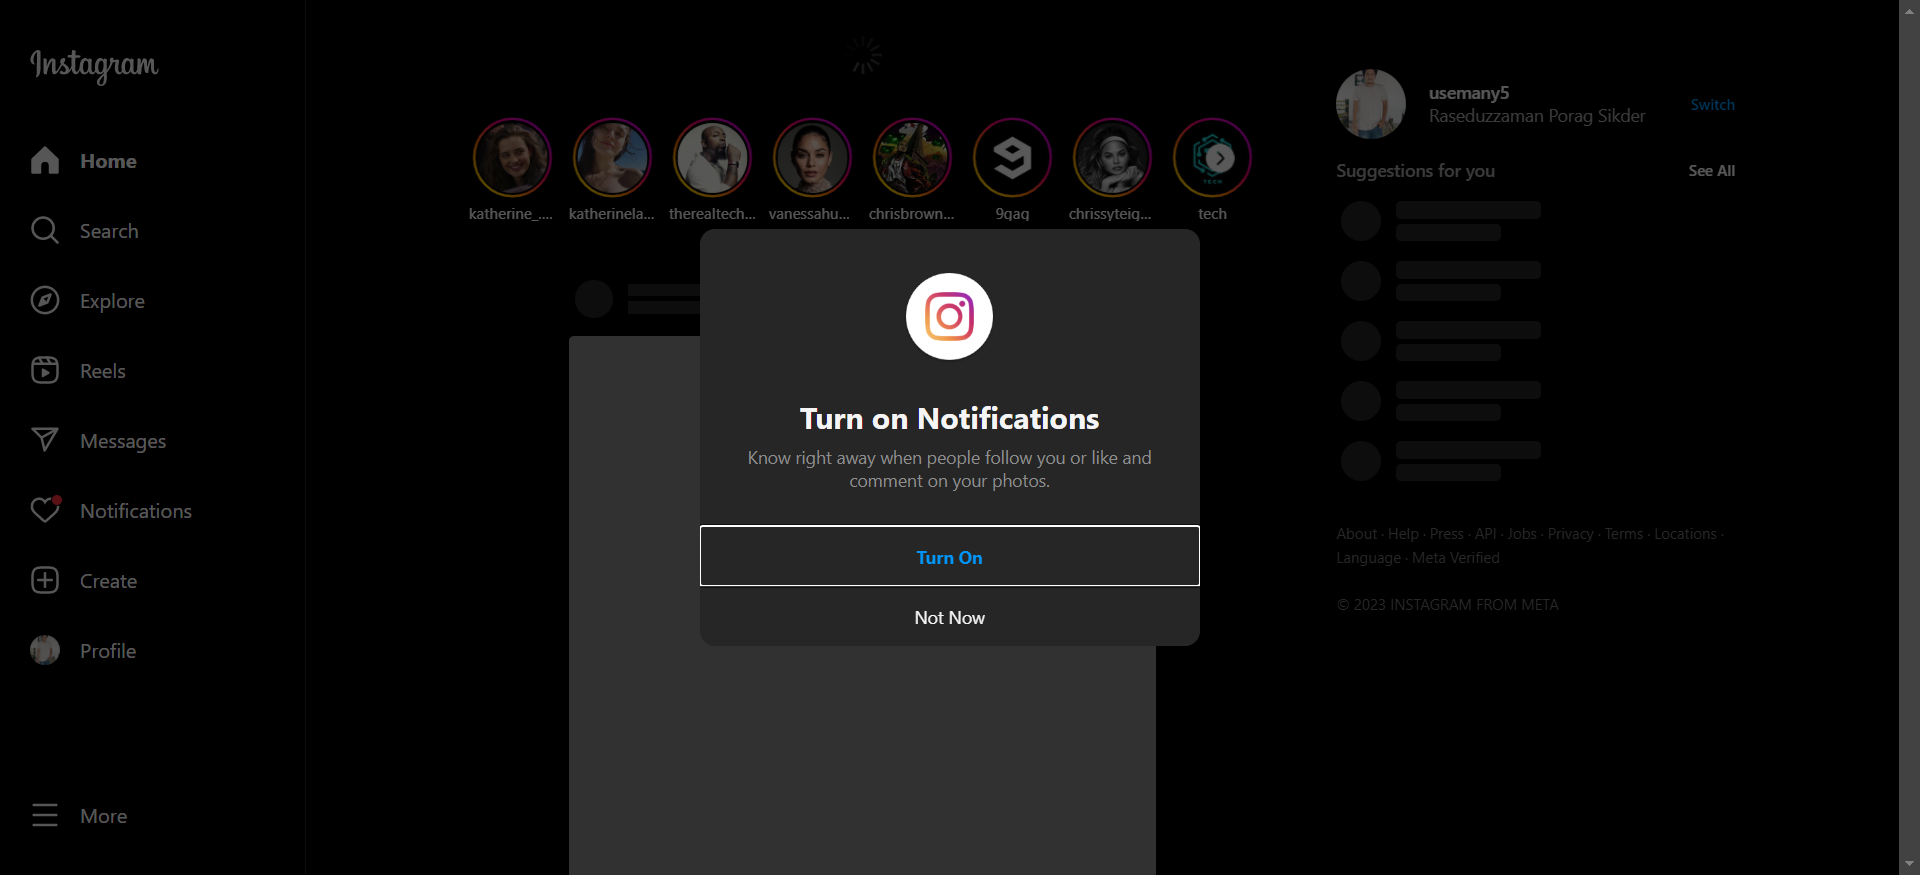 Instagram
Home
Search
Explore
Reels
Messages
Notifications
Create
Profile
More
katherine_.... katherinela... therealtech... vanessahu... chrisbrown... 9gag chrissyteig... tech
TECH
Turn on Notifications
Know right away when people follow you or like and
comment on your photos.
Turn On
Not Now
usemany5
Raseduzzaman Porag Sikder
Switch
Suggestions for you
See All
About · Help · Press · API · Jobs · Privacy · Terms · Locations ·
Language · Meta Verified
© 2023 INSTAGRAM FROM META